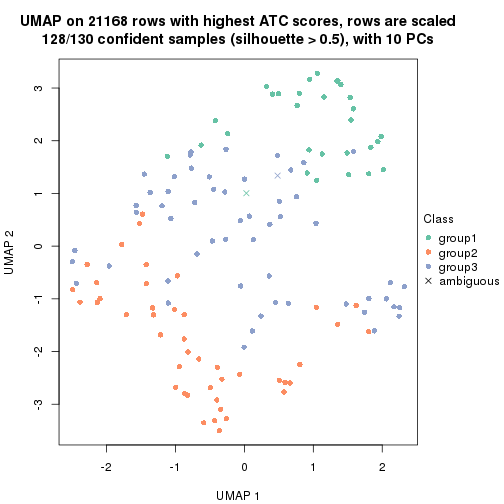 UMAP on 21168 rows with highest ATC scores, rows are scaled
128/130 confident samples (silhouette > 0.5), with 10 PCs
3
2
1
0
-1
-2
-3
UMAP 2
-2
-1
0
1
2
UMAP 1
Class
group1
group2
group3
ambiguous